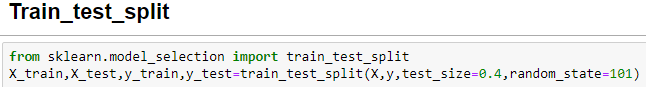 Train_test_split
from sklearn.model_selection import train_test_split
X_train,X_test,y_train,y_test=train_test_split(X,y,test_size=0.4,random_state=101)